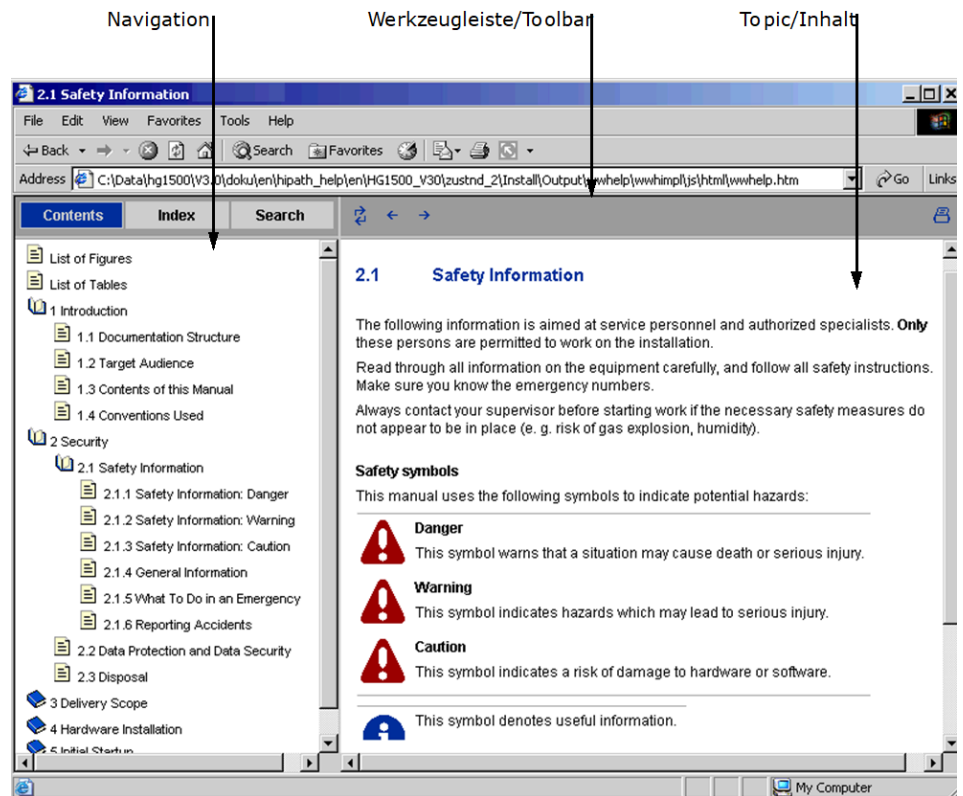 Navigation Werkzeugleiste/Toolbar Topic/Inhalt
2.1 Safety Information
File Edit View Favorites Tools Help
Back Search Favorites
Address C:\Data\hg1500\V3.0\doku\en\hipath_help\en\HG1500_V30\zustnd_2\Install\Output\wwhelp\wwhimpl\js\html\wwhelp.htm Go Links
Contents Index Search
List of Figures
List of Tables
1 Introduction
1.1 Documentation Structure
1.2 Target Audience
1.3 Contents of this Manual
1.4 Conventions Used
2 Security
2.1 Safety Information
2.1.1 Safety Information: Danger
2.1.2 Safety Information: Warning
2.1.3 Safety Information: Caution
2.1.4 General Information
2.1.5 What To Do in an Emergency
2.1.6 Reporting Accidents
2.2 Data Protection and Data Security
2.3 Disposal
3 Delivery Scope
4 Hardware Installation
5 Initial Startup
2.1 Safety Information
The following information is aimed at service personnel and authorized specialists. Only
these persons are permitted to work on the installation.
Read through all information on the equipment carefully, and follow all safety instructions.
Make sure you know the emergency numbers.
Always contact your supervisor before starting work if the necessary safety measures do
not appear to be in place (e. g. risk of gas explosion, humidity).
Safety symbols
This manual uses the following symbols to indicate potential hazards:
Danger
This symbol warns that a situation may cause death or serious injury.
Warning
This symbol indicates hazards which may lead to serious injury.
Caution
This symbol indicates a risk of damage to hardware or software.
This symbol denotes useful information.
My Computer